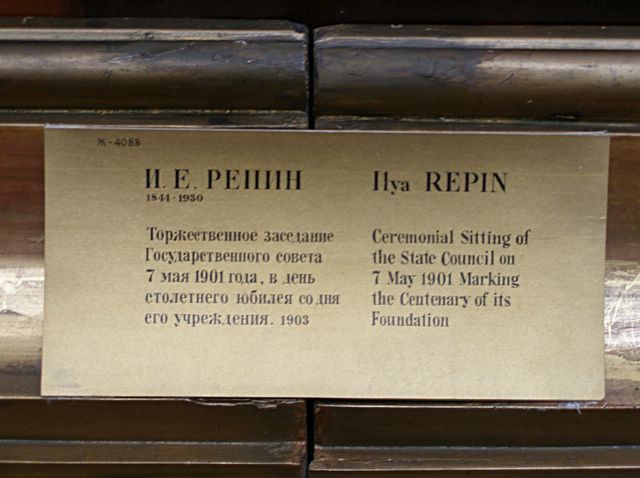 Ж-4088
И. Е. РЕПИН
1844-1930
Торжественное заседание
Государственного совета
7 мая 1901 года, в день
столетнего юбилея со дня
его учреждения. 1903
Ilya REPIN
Ceremonial Sitting of
the State Council on
7 May 1901 Marking
the Centenary of its
Foundation